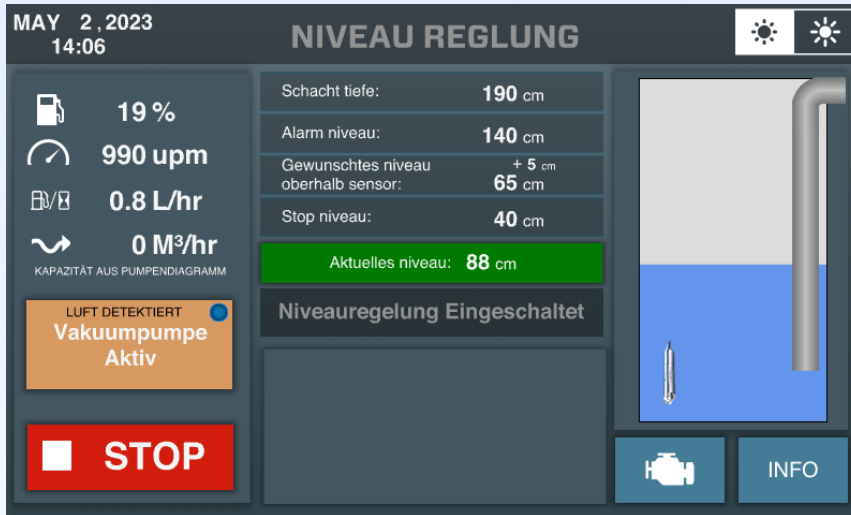 MAY 2,2023
14:06
NIVEAU REGLUNG
19 %
990 upm
0.8 L/hr
0 M³/hr
KAPAZITÄT AUS PUMPENDIAGRAMM
LUFT DETEKTIERT
Vakuumpumpe
Aktiv
STOP
Schacht tiefe: 190 cm
Alarm niveau: 140 cm
Gewunschtes niveau + 5 cm
oberhalb sensor: 65 cm
Stop niveau: 40 cm
Aktuelles niveau: 88 cm
Niveauregelung Eingeschaltet
INFO